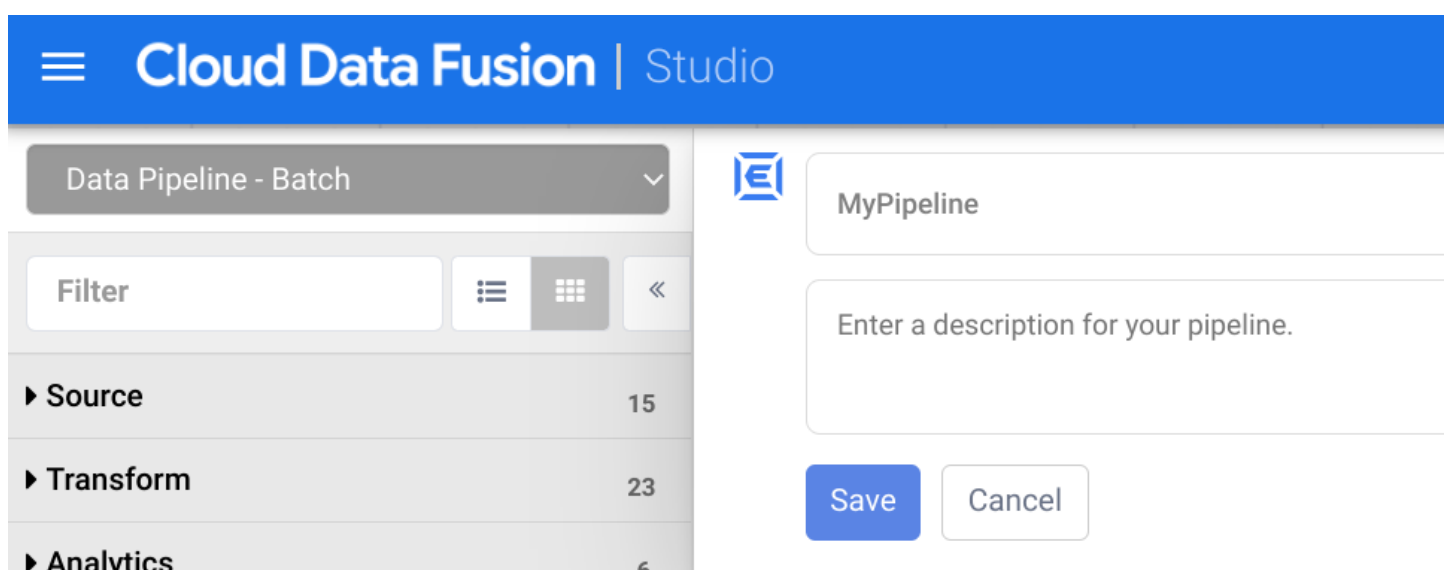 Cloud Data Fusion | Studio
Data Pipeline - Batch
MyPipeline
Filter
Enter a description for your pipeline.
Source 15
Transform 23
Save Cancel
Analytics 6